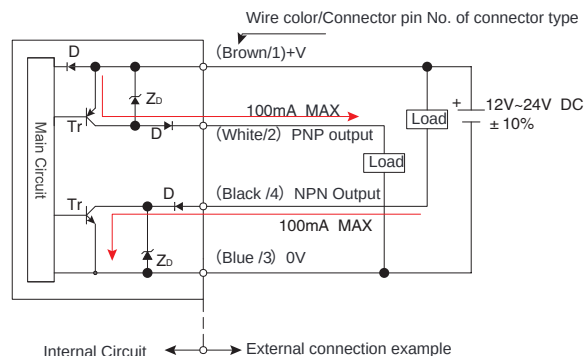 Wire color/Connector pin No. of connector type
D
(Brown/1)+V
ZD
100mA MAX
+
12V~24V DC
± 10%
Load
Tr
D
(White/2) PNP output
Main Circuit
Load
D
(Black /4) NPN Output
Tr
100mA MAX
ZD
(Blue /3) 0V
Internal Circuit
External connection example